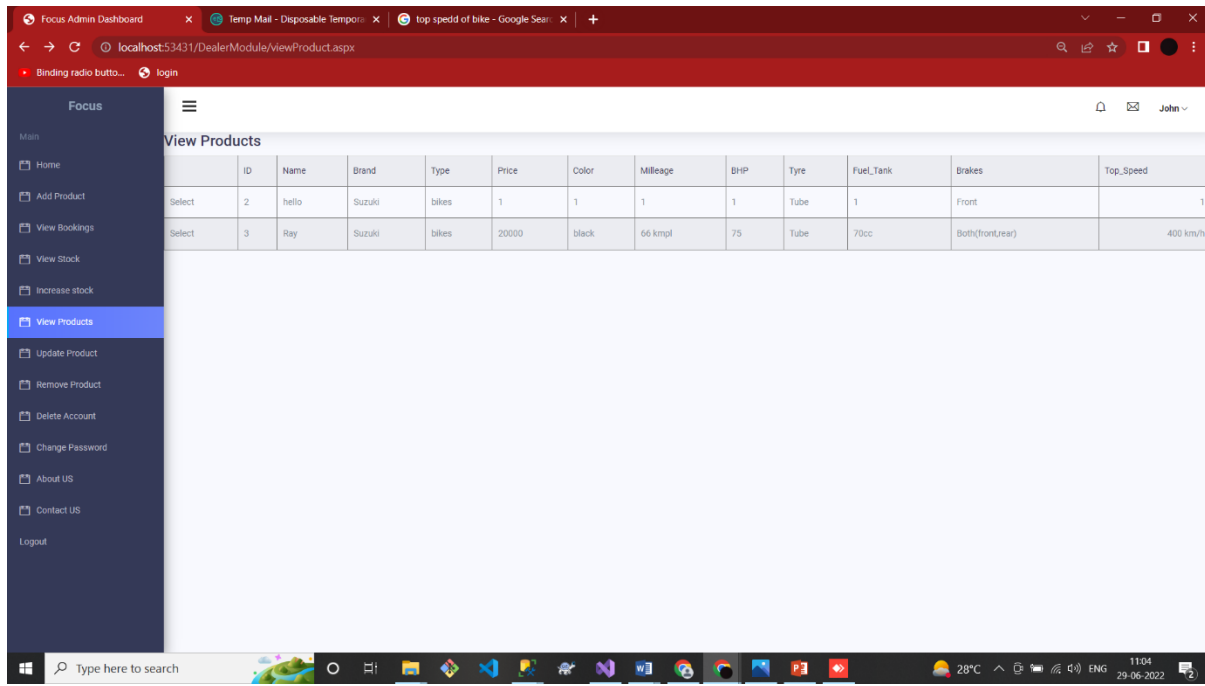 Focus Admin Dashboard
Temp Mail - Disposable Tempora
top spedd of bike - Google Searc
localhost:53431/DealerModule/viewProduct.aspx
Binding radio butto... login
Focus
John
Main
View Products
Home
Add Product
View Bookings
View Stock
Increase stock
View Products
Update Product
Remove Product
Delete Account
Change Password
About US
Contact US
Logout
ID Name Brand Type Price Color Milleage BHP Tyre Fuel_Tank Brakes Top_Speed
Select 2 hello Suzuki bikes 1 1 1 1 Tube 1 Front 1
Select 3 Ray Suzuki bikes 20000 black 66 kmpl 75 Tube 70cc Both(front,rear) 400 km/h
Type here to search
28°C ENG 11:04
29-06-2022
2